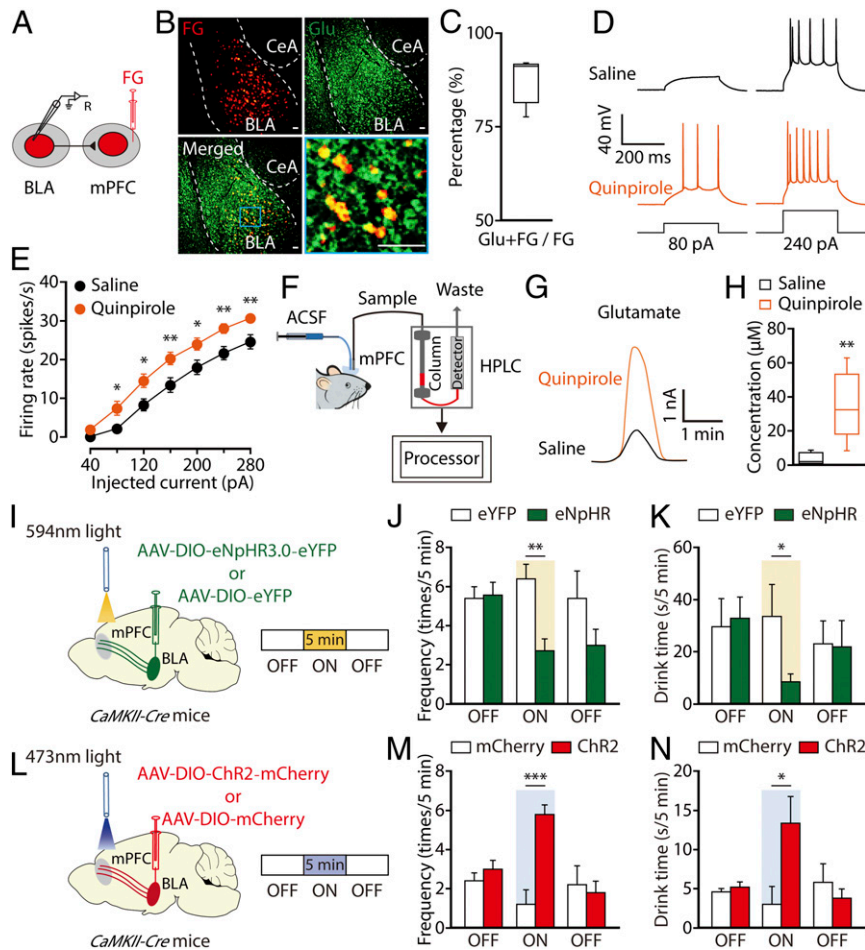 A
FG
R
BLA
mPFC
B
FG
Glu
CeA
CeA
BLA
BLA
Merged
CeA
BLA
C
Percentage (%)
100
75
50
Glu+FG / FG
D
Saline
40 mV
200 ms
Quinpirole
80 pA
240 pA
E
Saline
Quinpirole
Firing rate (spikes/s)
40
30
20
10
0
*
*
**
*
**
**
40
120
200
280
Injected current (pA)
F
ACSF
Sample
Waste
mPFC
Column
Detector
HPLC
Processor
G
Glutamate
Quinpirole
Saline
1 nA
1 min
H
Saline
Quinpirole
**
Concentration (µM)
80
60
40
20
0
I
594nm light
AAV-DIO-eNpHR3.0-eYFP
or
AAV-DIO-eYFP
mPFC
BLA
CaMKII-Cre mice
5 min
OFF ON OFF
J
eYFP eNpHR
Frequency (times/5 min)
8
6
4
2
0
**
OFF ON OFF
K
eYFP eNpHR
Drink time (s/5 min)
60
40
20
0
*
OFF ON OFF
L
473nm light
AAV-DIO-ChR2-mCherry
or
AAV-DIO-mCherry
mPFC
BLA
CaMKII-Cre mice
5 min
OFF ON OFF
M
mCherry ChR2
Frequency (times/5 min)
8
6
4
2
0
***
OFF ON OFF
N
mCherry ChR2
Drink time (s/5 min)
20
15
10
5
0
*
OFF ON OFF